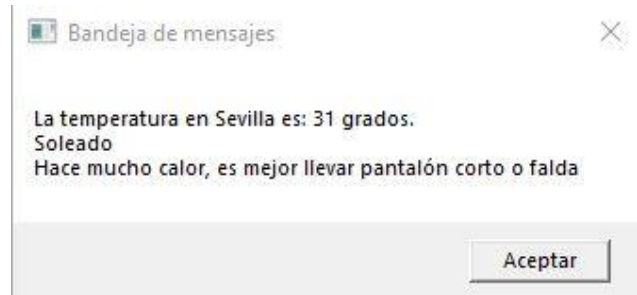 Bandeja de mensajes
La temperatura en Sevilla es: 31 grados.
Soleado
Hace mucho calor, es mejor llevar pantalón corto o falda
Aceptar